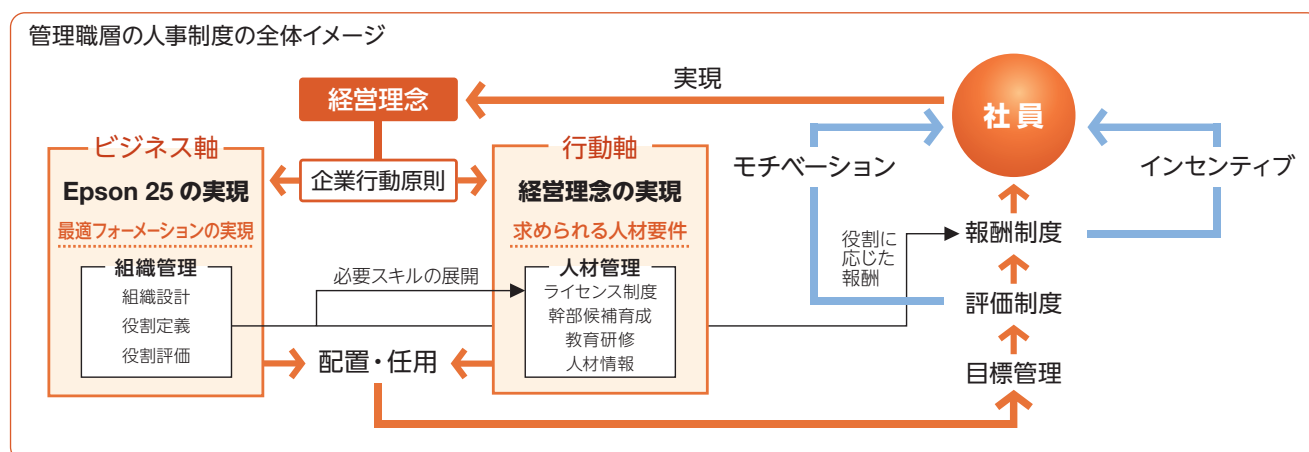 管理職層の人事制度の全体イメージ
実現
経営理念
社員
ビジネス軸
企業行動原則
行動軸
モチベーション
インセンティブ
Epson 25 の実現
経営理念の実現
最適フォーメーションの実現
求められる人材要件
組織管理
組織設計
役割定義
役割評価
必要スキルの展開
人材管理
ライセンス制度
幹部候補育成
教育研修
人材情報
役割に
応じた
報酬
報酬制度
評価制度
目標管理
配置・任用